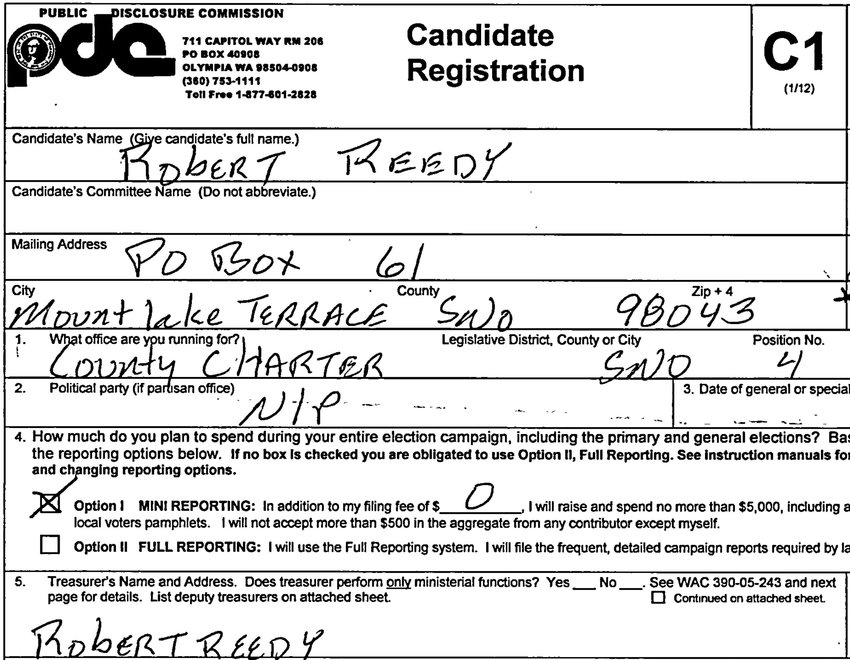 PUBLIC DISCLOSURE COMMISSION
pdc
711 CAPITOL WAY RM 206
PO BOX 40908
OLYMPIA WA 98504-0908
(360) 753-1111
Toll Free 1-877-601-2828
Candidate
Registration
C1
(1/12)
Candidate's Name (Give candidate's full name.)
ROBERT REEDY
Candidate's Committee Name (Do not abbreviate.)
Mailing Address
PO BOX 61
City County Zip + 4
Mountlake TERRACE SNO 98043
1. What office are you running for? Legislative District, County or City Position No.
COUNTY CHARTER SNO 4
2. Political party (if partisan office) 3. Date of general or special
N/P
4. How much do you plan to spend during your entire election campaign, including the primary and general elections? Bas
the reporting options below. If no box is checked you are obligated to use Option II, Full Reporting. See instruction manuals for
and changing reporting options.
Option I MINI REPORTING: In addition to my filing fee of $ 0, I will raise and spend no more than $5,000, including a
local voters pamphlets. I will not accept more than $500 in the aggregate from any contributor except myself.
Option II FULL REPORTING: I will use the Full Reporting system. I will file the frequent, detailed campaign reports required by la
5. Treasurer's Name and Address. Does treasurer perform only ministerial functions? Yes ___ No ___. See WAC 390-05-243 and next
page for details. List deputy treasurers on attached sheet. Continued on attached sheet.
ROBERT REEDY